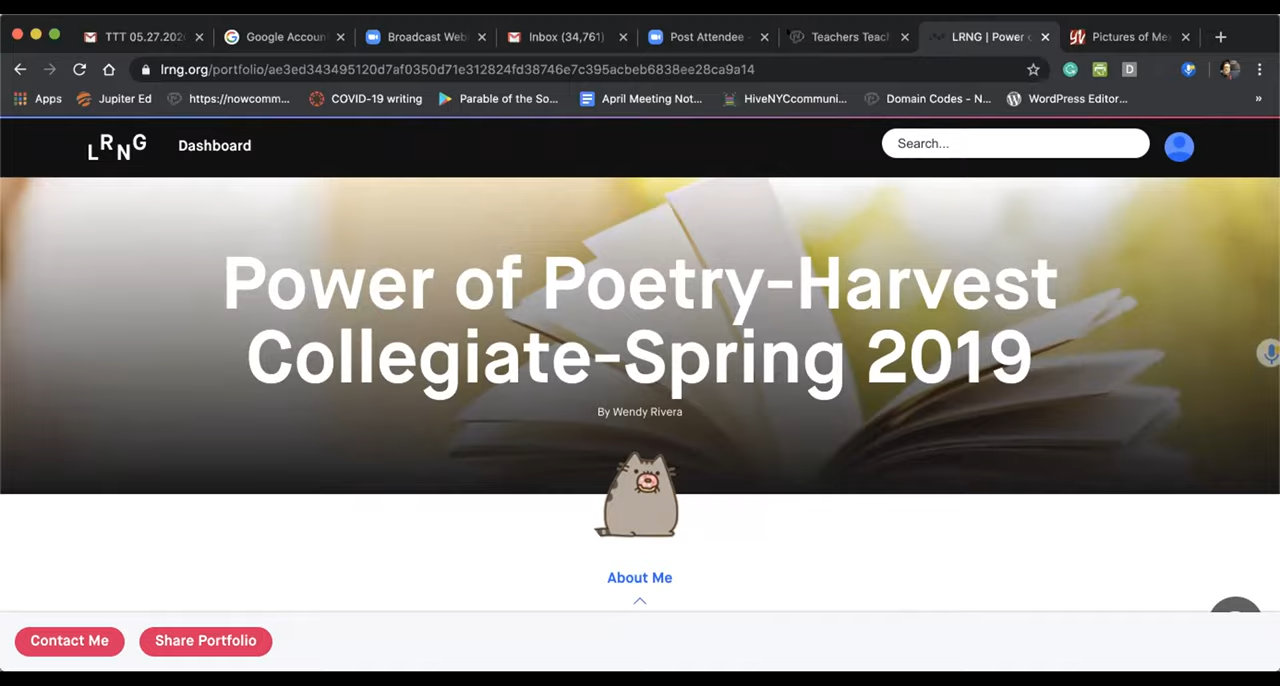 TTT 05.27.202
Google Accoun
Broadcast Web
Inbox (34,761)
Post Attendee -
Teachers Teac
LRNG | Power
Pictures of Me
lrng.org/portfolio/ae3ed343495120d7af0350d71e312824fd38746e7c395acbeb6838ee28ca9a14
Apps
Jupiter Ed
https://nowcomm...
COVID-19 writing
Parable of the So...
April Meeting Not...
HiveNYCcommuni...
Domain Codes - N...
WordPress Editor...
»
LRNG
Dashboard
Search...
Power of Poetry-Harvest
Collegiate-Spring 2019
By Wendy Rivera
About Me
Contact Me
Share Portfolio